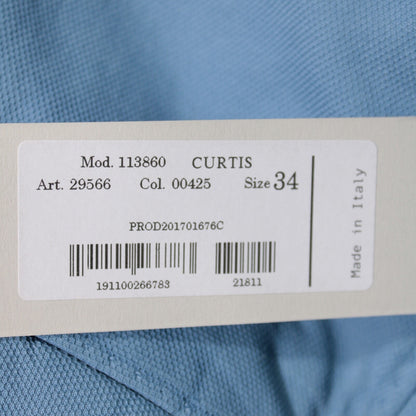 Mod. 113860 CURTIS
Art. 29566 Col. 00425 Size 34
PROD201701676C
191100266783 21811
Made in Italy